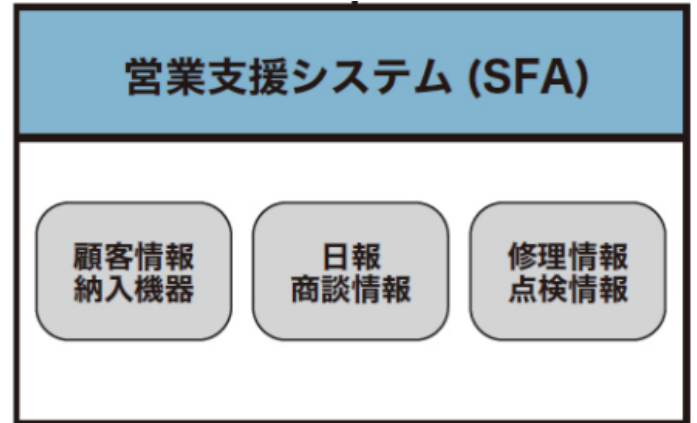 営業支援システム (SFA)
顧客情報
納入機器
日報
商談情報
修理情報
点検情報